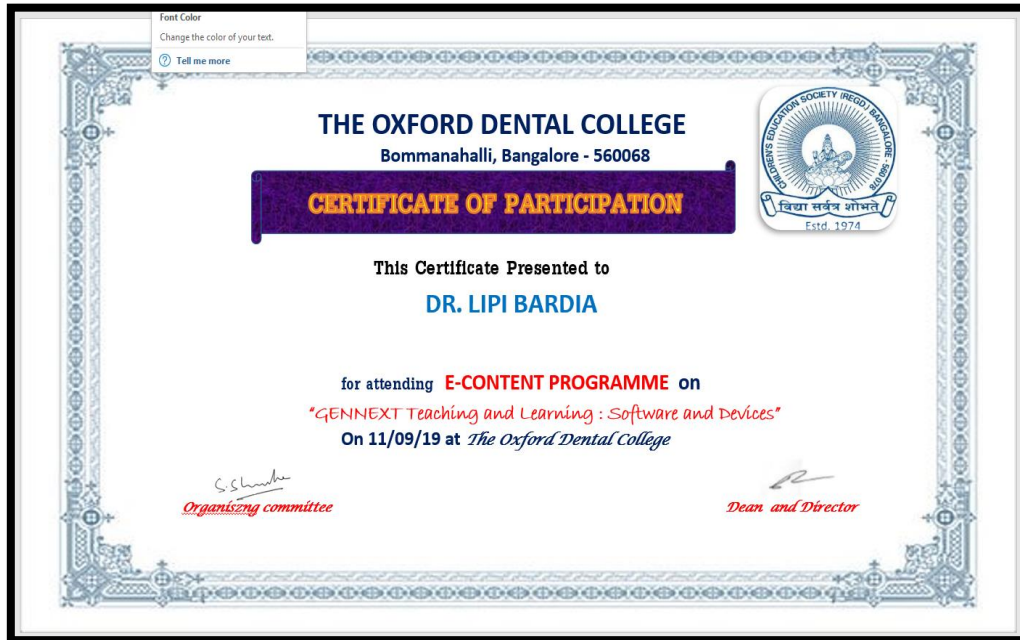 Font Color
Change the color of your text.
? Tell me more
THE OXFORD DENTAL COLLEGE
Bommanahalli, Bangalore - 560068
CHILDREN'S EDUCATION SOCIETY (REGD) BANGALORE - 560 078
विद्या सर्वत्र शोभते
Estd. 1974
CERTIFICATE OF PARTICIPATION
This Certificate Presented to
DR. LIPI BARDIA
for attending E-CONTENT PROGRAMME on
"GENNEXT Teaching and Learning : Software and Devices"
On 11/09/19 at The Oxford Dental College
Organiszng committee
Dean and Director